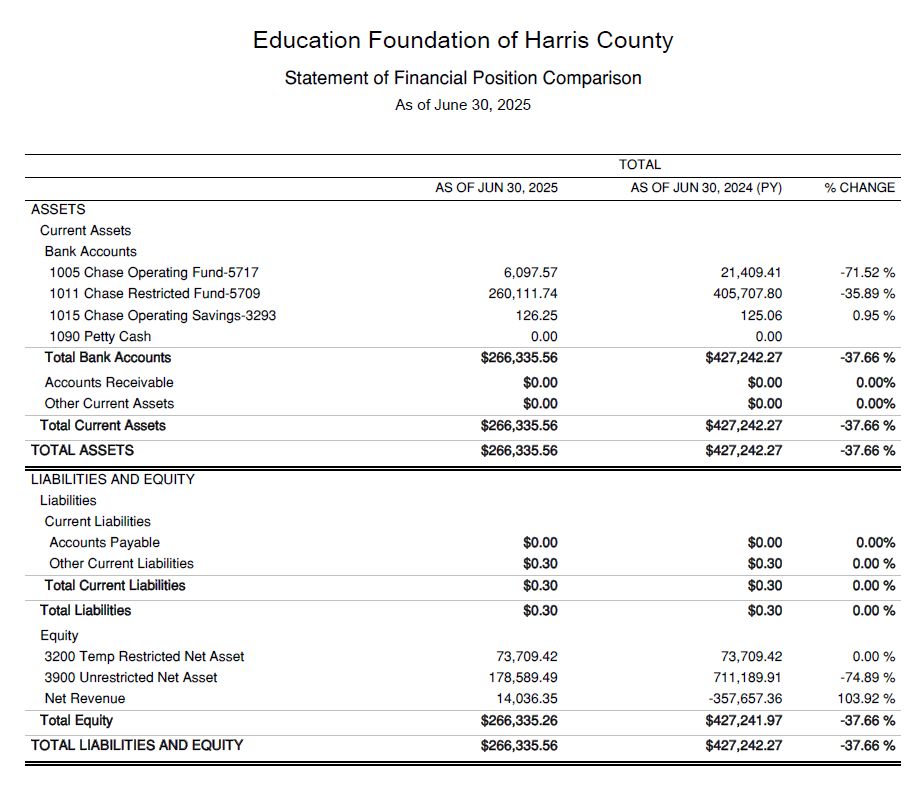 Education Foundation of Harris County
Statement of Financial Position Comparison
As of June 30, 2025
TOTAL
AS OF JUN 30, 2025 AS OF JUN 30, 2024 (PY) % CHANGE
ASSETS
Current Assets
Bank Accounts
1005 Chase Operating Fund-5717 6,097.57 21,409.41 -71.52 %
1011 Chase Restricted Fund-5709 260,111.74 405,707.80 -35.89 %
1015 Chase Operating Savings-3293 126.25 125.06 0.95 %
1090 Petty Cash 0.00 0.00
Total Bank Accounts $266,335.56 $427,242.27 -37.66 %
Accounts Receivable $0.00 $0.00 0.00%
Other Current Assets $0.00 $0.00 0.00%
Total Current Assets $266,335.56 $427,242.27 -37.66 %
TOTAL ASSETS $266,335.56 $427,242.27 -37.66 %
LIABILITIES AND EQUITY
Liabilities
Current Liabilities
Accounts Payable $0.00 $0.00 0.00%
Other Current Liabilities $0.30 $0.30 0.00 %
Total Current Liabilities $0.30 $0.30 0.00 %
Total Liabilities $0.30 $0.30 0.00 %
Equity
3200 Temp Restricted Net Asset 73,709.42 73,709.42 0.00 %
3900 Unrestricted Net Asset 178,589.49 711,189.91 -74.89 %
Net Revenue 14,036.35 -357,657.36 103.92 %
Total Equity $266,335.26 $427,241.97 -37.66 %
TOTAL LIABILITIES AND EQUITY $266,335.56 $427,242.27 -37.66 %